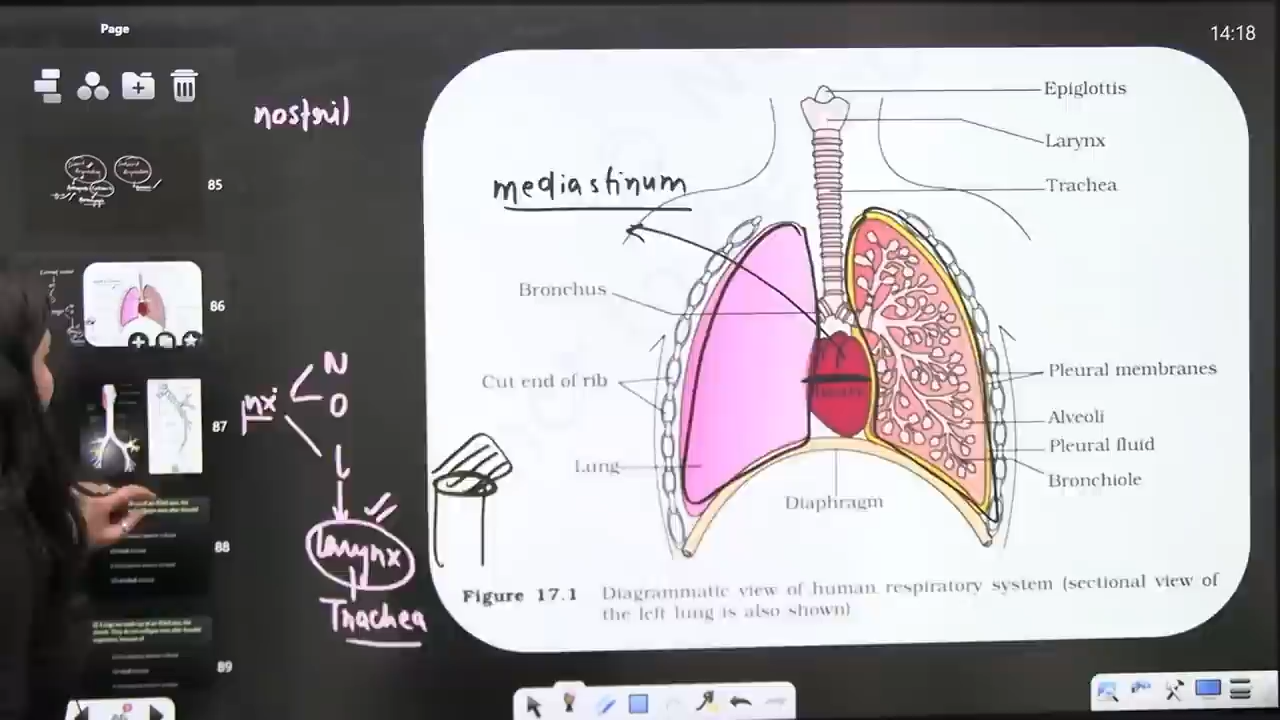 Page
14:18
nostril
85
86
87
88
89
nx
N
O
L
Larynx
Trachea
mediastinum
Epiglottis
Larynx
Trachea
Bronchus
Cut end of rib
Lung
Diaphragm
Pleural membranes
Alveoli
Pleural fluid
Bronchiole
Figure 17.1 Diagrammatic view of human respiratory system (sectional view of
the left lung is also shown)